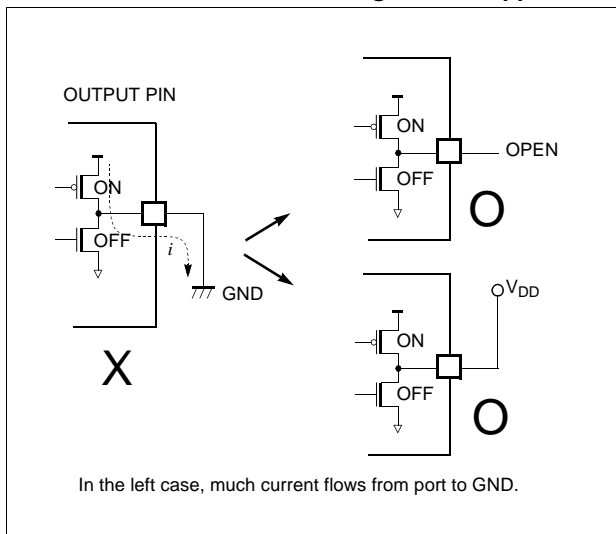 OUTPUT PIN
ON
OFF
i
GND
X
ON
OFF
OPEN
O
VDD
ON
OFF
O
In the left case, much current flows from port to GND.